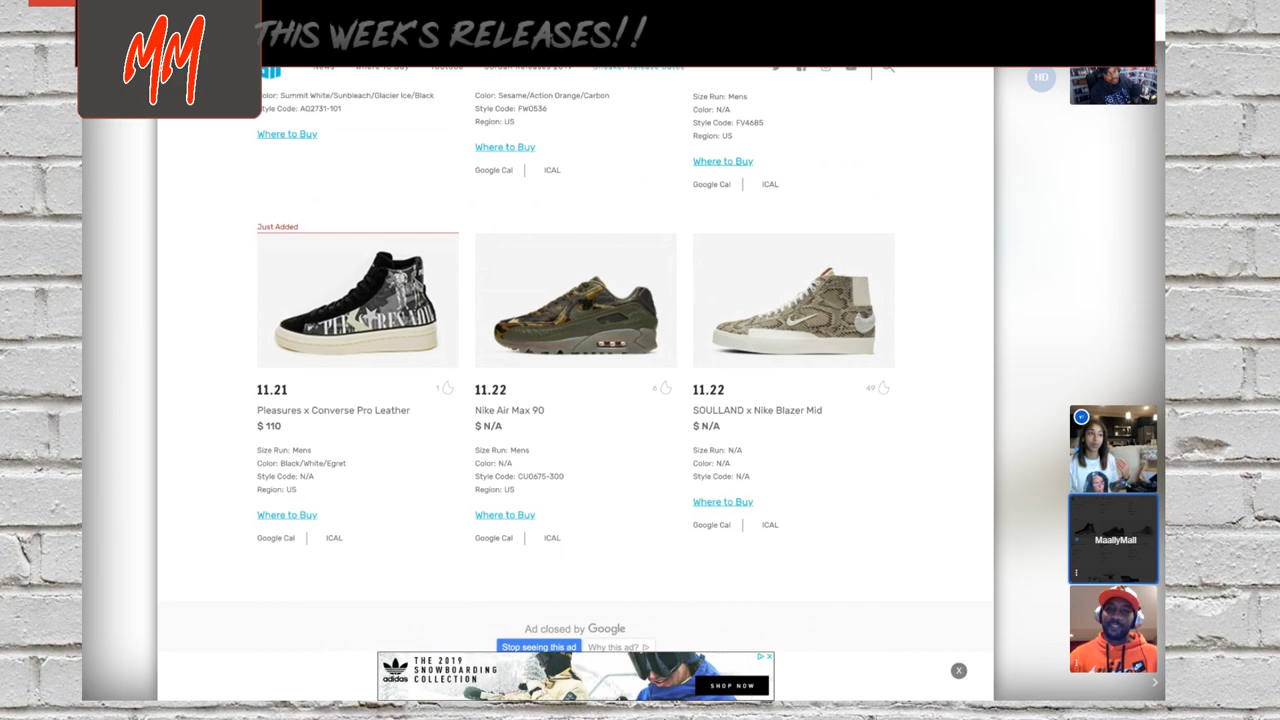 MM
THIS WEEK'S RELEASES!!
HD
Color: Summit White/Sunbleach/Glacier Ice/Black
Style Code: AQ2731-101
Where to Buy
Color: Sesame/Action Orange/Carbon
Style Code: FW0536
Region: US
Where to Buy
Google Cal
ICAL
Size Run: Mens
Color: N/A
Style Code: FV4685
Region: US
Where to Buy
Google Cal
ICAL
Just Added
11.21
1
Pleasures x Converse Pro Leather
$ 110
Size Run: Mens
Color: Black/White/Egret
Style Code: N/A
Region: US
Where to Buy
Google Cal
ICAL
11.22
6
Nike Air Max 90
$ N/A
Size Run: Mens
Color: N/A
Style Code: CU0675-300
Region: US
Where to Buy
Google Cal
ICAL
11.22
49
SOULLAND x Nike Blazer Mid
$ N/A
Size Run: N/A
Color: N/A
Style Code: N/A
Where to Buy
Google Cal
ICAL
MaallyMall
Ad closed by Google
Stop seeing this ad
Why this ad?
adidas
THE 2019
SNOWBOARDING
COLLECTION
SHOP NOW
X